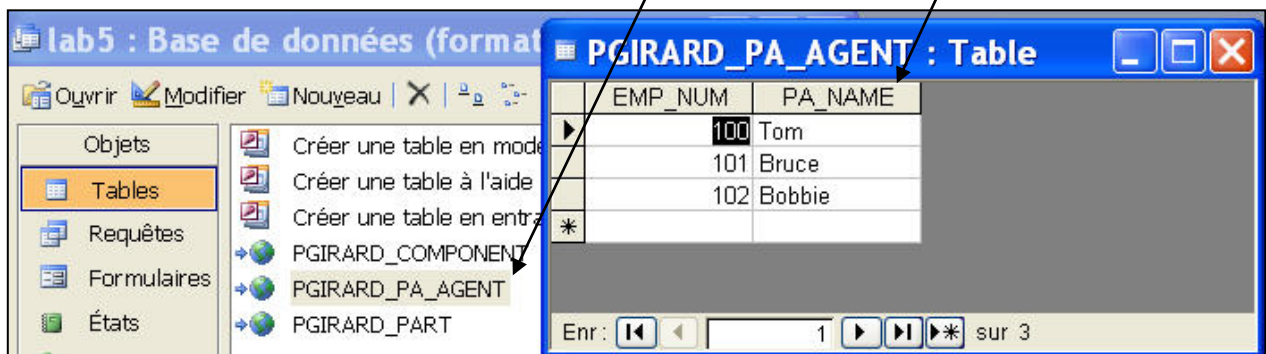 lab5 : Base de données (format
Ouvrir Modifier Nouveau
Objets
Tables
Requêtes
Formulaires
États
Créer une table en mode
Créer une table à l'aide
Créer une table en entra
PGIRARD_COMPONENT
PGIRARD_PA_AGENT
PGIRARD_PART
PGIRARD_PA_AGENT : Table
EMP_NUM PA_NAME
100 Tom
101 Bruce
102 Bobbie
Enr : 1 sur 3